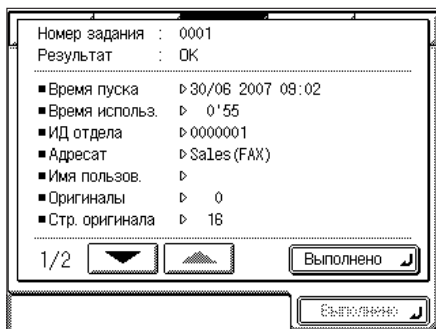 Номер задания : 0001
Результат : OK
Время пуска 30/06 2007 09:02
Время использ. 0'55
ИД отдела 0000001
Адресат Sales(FAX)
Имя пользов.
Оригиналы 0
Стр. оригинала 16
1/2 Выполнено
Выполнено